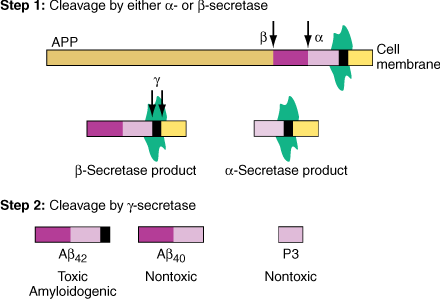 Step 1: Cleavage by either α- or β-secretase
β
α
APP
Cell
membrane
γ
β-Secretase product
α-Secretase product
Step 2: Cleavage by γ-secretase
Aβ42
Aβ40
P3
Toxic
Amyloidogenic
Nontoxic
Nontoxic